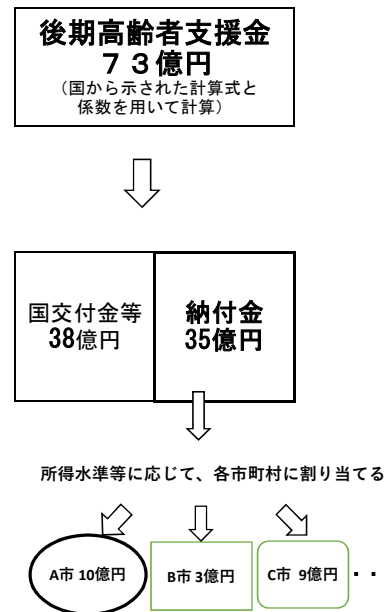 後期高齢者支援金
７３億円
（国から示された計算式と
係数を用いて計算）
国交付金等
38億円
納付金
35億円
所得水準等に応じて、各市町村に割り当てる
A市 10億円
B市 3億円
C市 9億円
・・